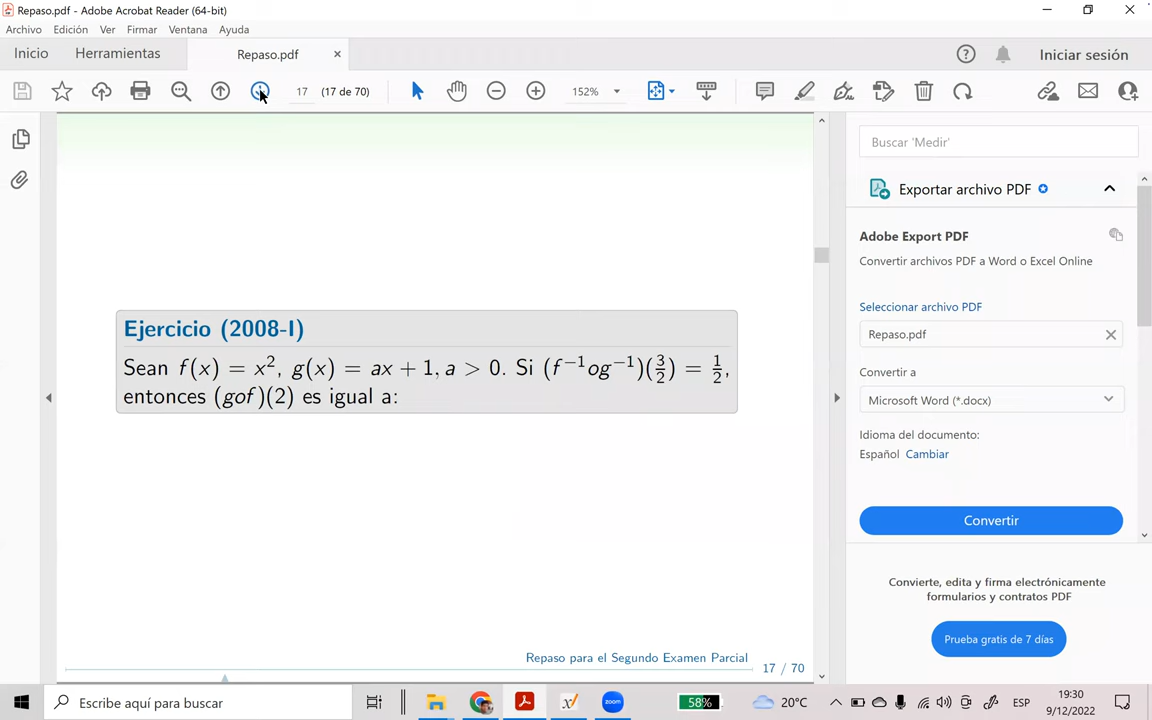 Repaso.pdf - Adobe Acrobat Reader (64-bit)
Archivo Edición Ver Firmar Ventana Ayuda
Inicio Herramientas Repaso.pdf × Iniciar sesión
17 (17 de 70) 152%
Buscar 'Medir'
Exportar archivo PDF
Adobe Export PDF
Convertir archivos PDF a Word o Excel Online
Seleccionar archivo PDF
Repaso.pdf
Convertir a
Microsoft Word (*.docx)
Idioma del documento:
Español Cambiar
Convertir
Convierte, edita y firma electrónicamente
formularios y contratos PDF
Prueba gratis de 7 días
Ejercicio (2008-I)
Sean f(x) = x², g(x) = ax + 1, a > 0. Si (f⁻¹og⁻¹)(3/2) = 1/2,
entonces (gof)(2) es igual a:
Repaso para el Segundo Examen Parcial
17 / 70
Escribe aquí para buscar
zoom
58%
20°C
ESP
19:30
9/12/2022